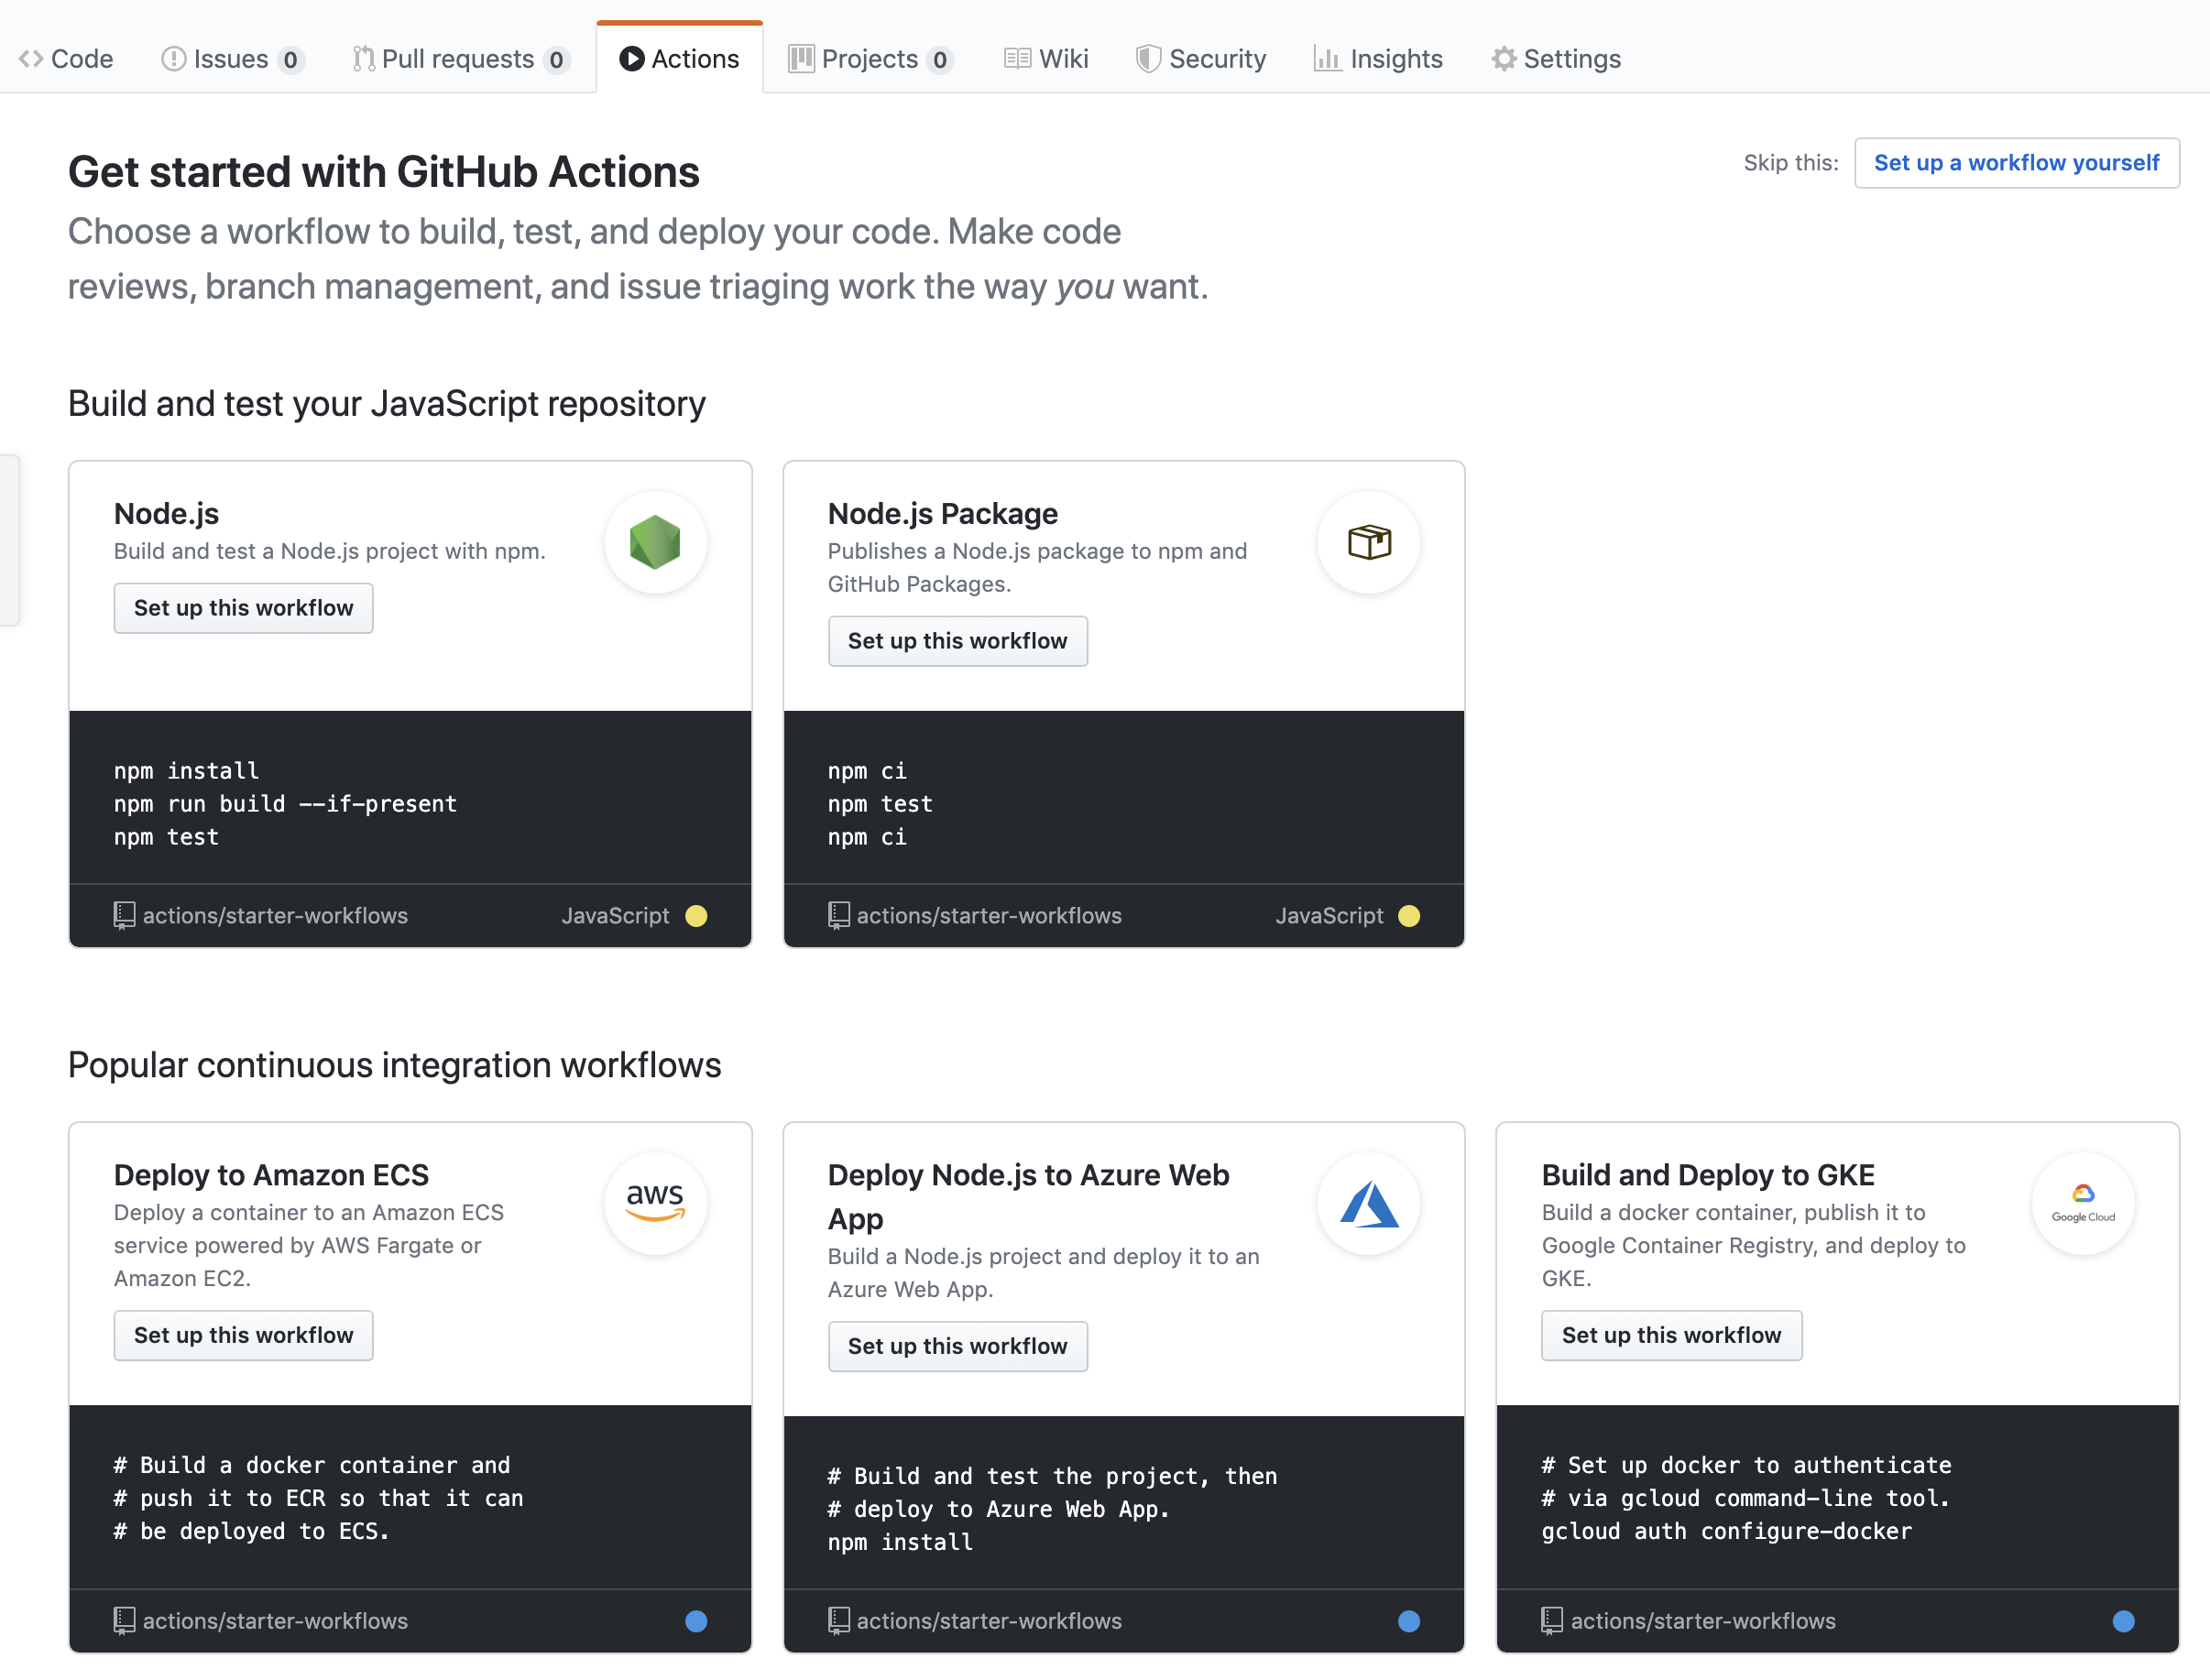 Code
Issues 0
Pull requests 0
Actions
Projects 0
Wiki
Security
Insights
Settings
Get started with GitHub Actions
Skip this:
Set up a workflow yourself
Choose a workflow to build, test, and deploy your code. Make code
reviews, branch management, and issue triaging work the way you want.
Build and test your JavaScript repository
Node.js
Build and test a Node.js project with npm.
Set up this workflow
npm install
npm run build --if-present
npm test
actions/starter-workflows
JavaScript
Node.js Package
Publishes a Node.js package to npm and
GitHub Packages.
Set up this workflow
npm ci
npm test
npm ci
actions/starter-workflows
JavaScript
Popular continuous integration workflows
Deploy to Amazon ECS
aws
Deploy a container to an Amazon ECS
service powered by AWS Fargate or
Amazon EC2.
Set up this workflow
# Build a docker container and
# push it to ECR so that it can
# be deployed to ECS.
actions/starter-workflows
Deploy Node.js to Azure Web
App
Build a Node.js project and deploy it to an
Azure Web App.
Set up this workflow
# Build and test the project, then
# deploy to Azure Web App.
npm install
actions/starter-workflows
Build and Deploy to GKE
Google Cloud
Build a docker container, publish it to
Google Container Registry, and deploy to
GKE.
Set up this workflow
# Set up docker to authenticate
# via gcloud command-line tool.
gcloud auth configure-docker
actions/starter-workflows